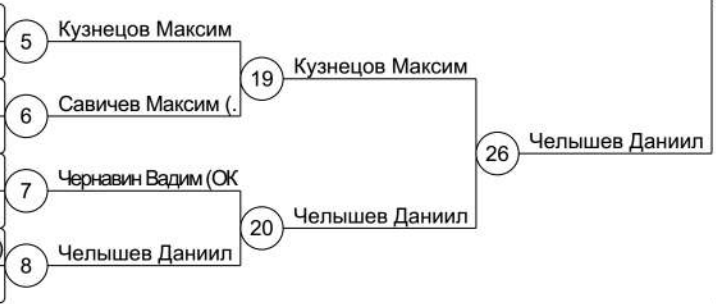 5 Кузнецов Максим
19 Кузнецов Максим
6 Савичев Максим (.
26 Челышев Даниил
7 Чернавин Вадим (ОК
20 Челышев Даниил
8 Челышев Даниил
)